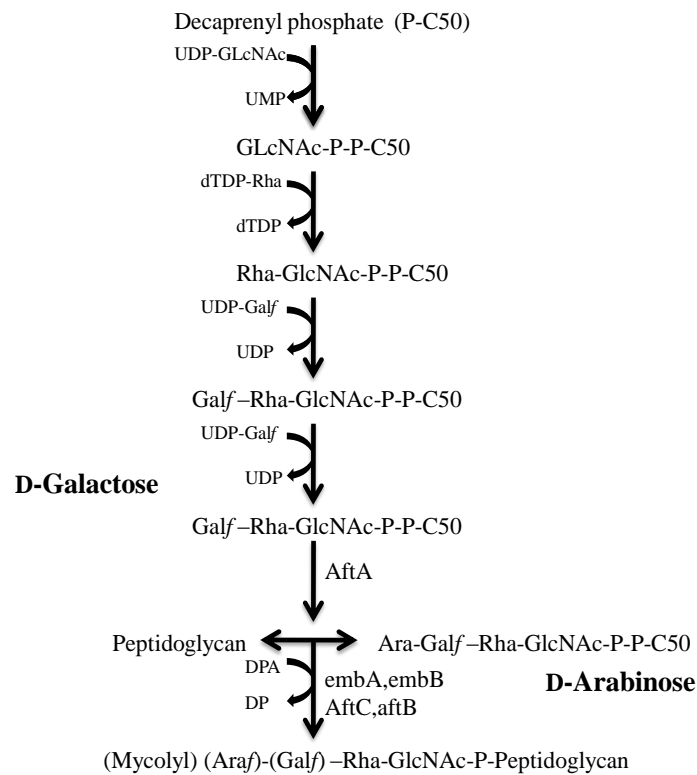 Decaprenyl phosphate (P-C50)
UDP-GLcNAc
UMP
GLcNAc-P-P-C50
dTDP-Rha
dTDP
Rha-GlcNAc-P-P-C50
UDP-Galf
UDP
Galf –Rha-GlcNAc-P-P-C50
UDP-Galf
D-Galactose
UDP
Galf –Rha-GlcNAc-P-P-C50
AftA
Peptidoglycan
Ara-Galf –Rha-GlcNAc-P-P-C50
DPA
embA,embB
D-Arabinose
DP
AftC,aftB
(Mycolyl) (Araf)-(Galf) –Rha-GlcNAc-P-Peptidoglycan